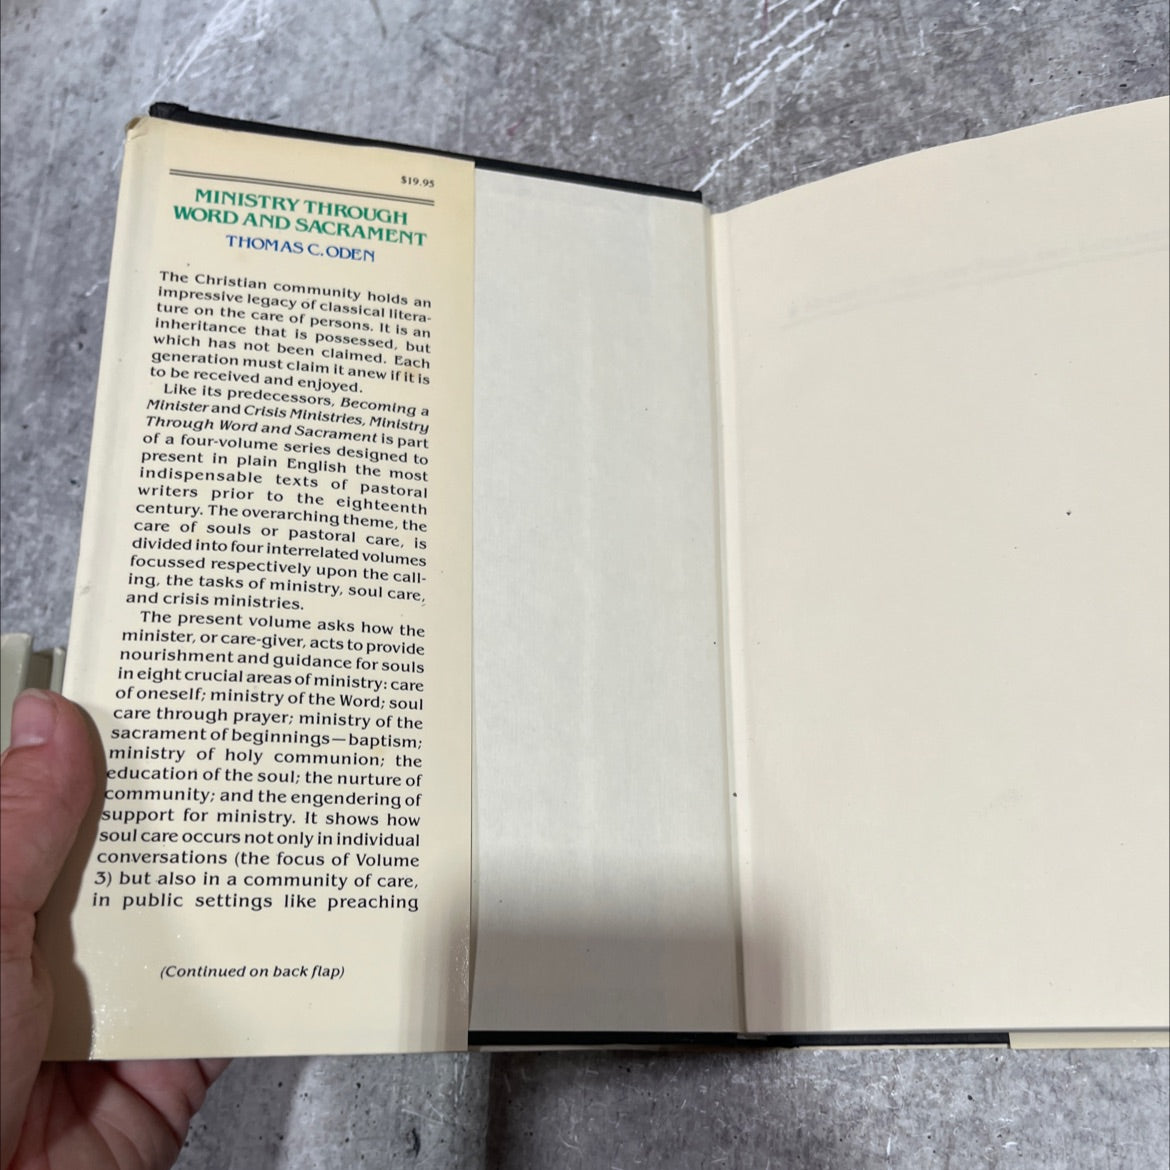 $19.95
MINISTRY THROUGH
WORD AND SACRAMENT
THOMAS C. ODEN
The Christian community holds an
impressive legacy of classical litera-
ture on the care of persons. It is an
inheritance that is possessed, but
which has not been claimed. Each
generation must claim it anew if it is
to be received and enjoyed.
Like its predecessors, Becoming a
Minister and Crisis Ministries, Ministry
Through Word and Sacrament is part
of a four-volume series designed to
present in plain English the most
indispensable texts of pastoral
writers prior to the eighteenth
century. The overarching theme, the
care of souls or pastoral care, is
divided into four interrelated volumes
focussed respectively upon the call-
ing, the tasks of ministry, soul care,
and crisis ministries.
The present volume asks how the
minister, or care-giver, acts to provide
nourishment and guidance for souls
in eight crucial areas of ministry: care
of oneself; ministry of the Word; soul
care through prayer; ministry of the
sacrament of beginnings—baptism;
ministry of holy communion; the
education of the soul; the nurture of
community; and the engendering of
support for ministry. It shows how
soul care occurs not only in individual
conversations (the focus of Volume
3) but also in a community of care,
in public settings like preaching
(Continued on back flap)